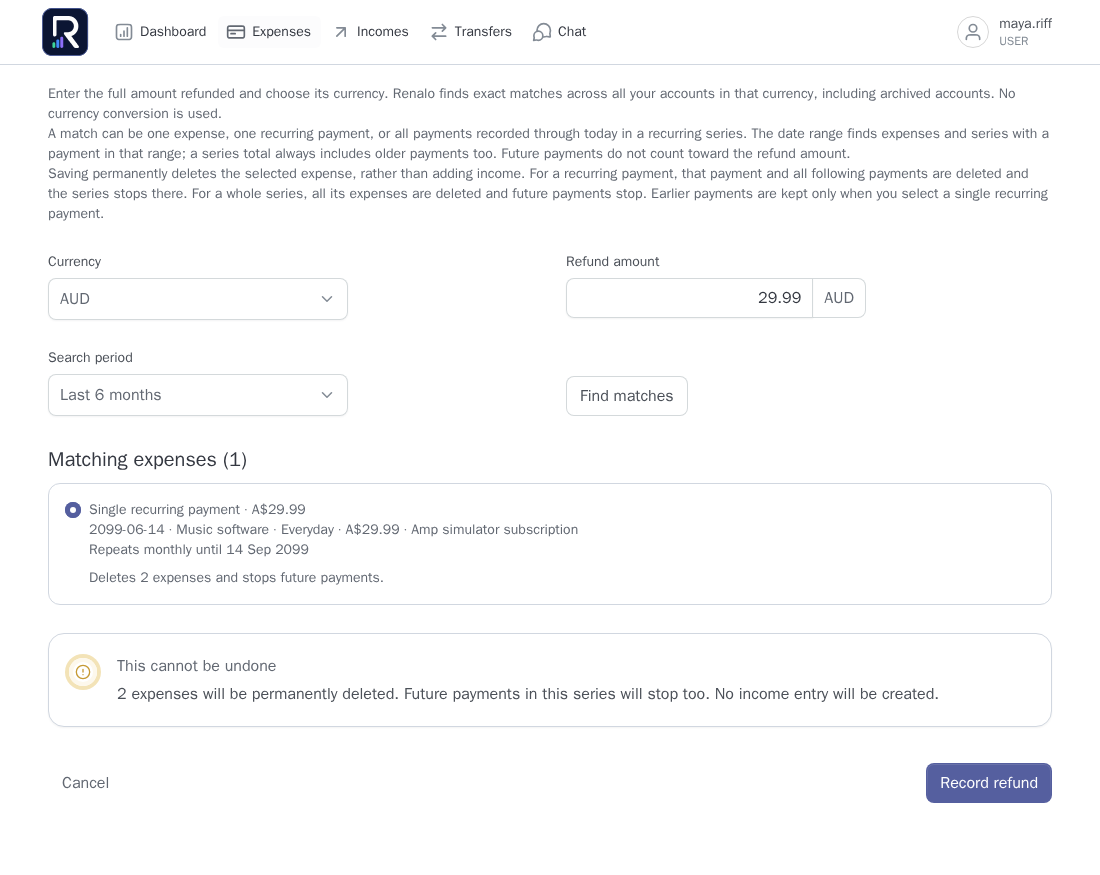 R
Dashboard
Expenses
Incomes
Transfers
Chat
maya.riff
USER
Enter the full amount refunded and choose its currency. Renalo finds exact matches across all your accounts in that currency, including archived accounts. No
currency conversion is used.
A match can be one expense, one recurring payment, or all payments recorded through today in a recurring series. The date range finds expenses and series with a
payment in that range; a series total always includes older payments too. Future payments do not count toward the refund amount.
Saving permanently deletes the selected expense, rather than adding income. For a recurring payment, that payment and all following payments are deleted and
the series stops there. For a whole series, all its expenses are deleted and future payments stop. Earlier payments are kept only when you select a single recurring
payment.
Currency
AUD
Refund amount
29.99 AUD
Search period
Last 6 months
Find matches
Matching expenses (1)
Single recurring payment · A$29.99
2099-06-14 · Music software · Everyday · A$29.99 · Amp simulator subscription
Repeats monthly until 14 Sep 2099
Deletes 2 expenses and stops future payments.
This cannot be undone
2 expenses will be permanently deleted. Future payments in this series will stop too. No income entry will be created.
Cancel
Record refund